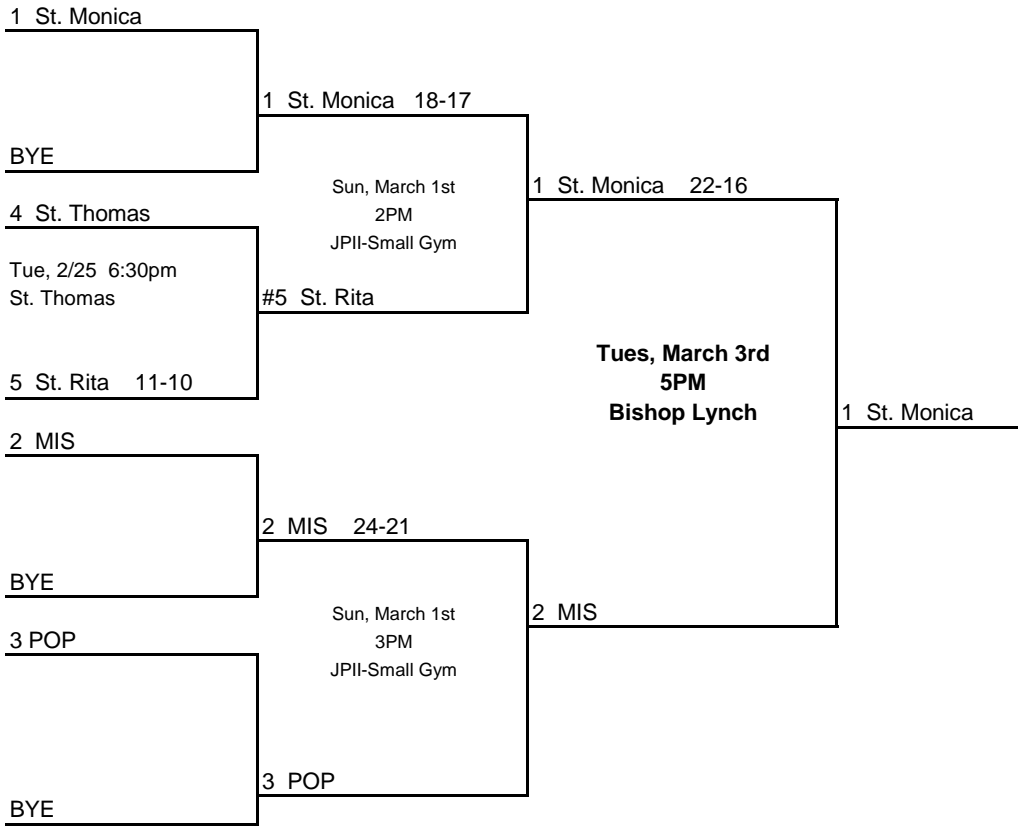 1 St. Monica
1 St. Monica 18-17
BYE
Sun, March 1st
2PM
JPII-Small Gym
1 St. Monica 22-16
4 St. Thomas
Tue, 2/25 6:30pm
St. Thomas
#5 St. Rita
5 St. Rita 11-10
Tues, March 3rd
5PM
Bishop Lynch
1 St. Monica
2 MIS
2 MIS 24-21
BYE
Sun, March 1st
3PM
JPII-Small Gym
2 MIS
3 POP
3 POP
BYE